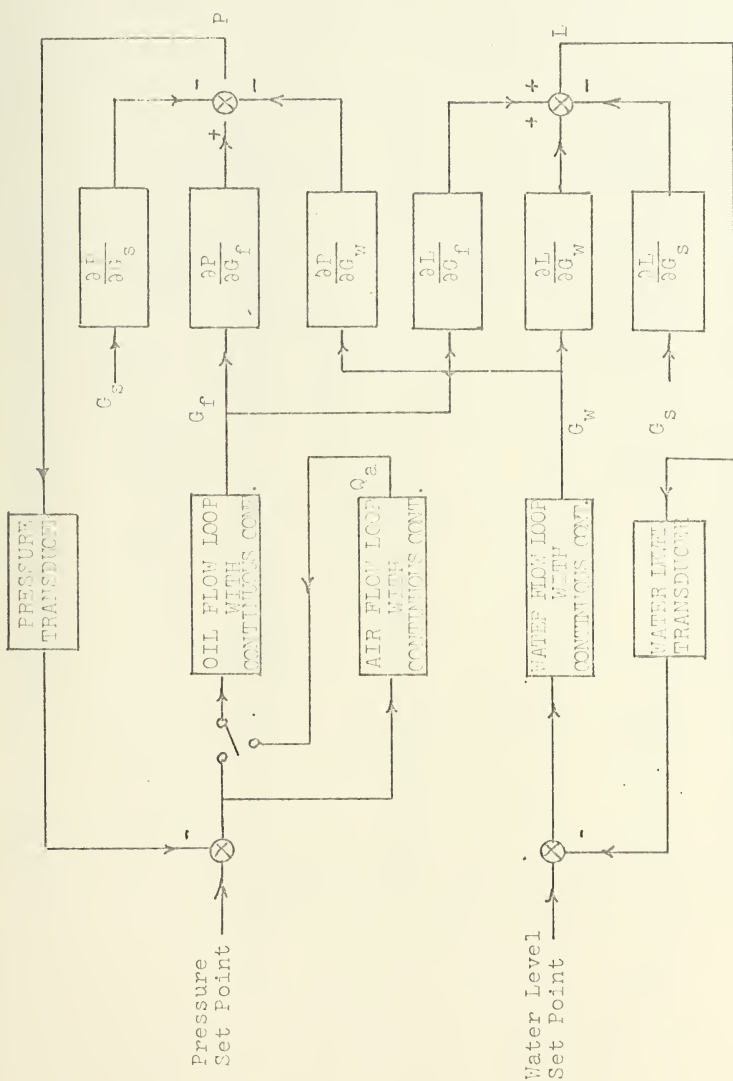 P
-
-
+
∂P
∂G_s
∂P
∂G_f
∂P
∂G_w
G_s
G_f
PRESSURE
TRANSDUCER
OIL FLOW LOOP
WITH
CONTINUOUS CONT.
Q_a
AIR FLOW LOOP
WITH
CONTINUOUS CONT.
-
Pressure
Set Point
L
+
+
-
∂L
∂G_f
∂L
∂G_w
∂L
∂G_s
G_w
G_s
WATER FLOW LOOP
WITH
CONTINUOUS CONT.
WATER LEVEL
TRANSDUCER
-
Water Level
Set Point